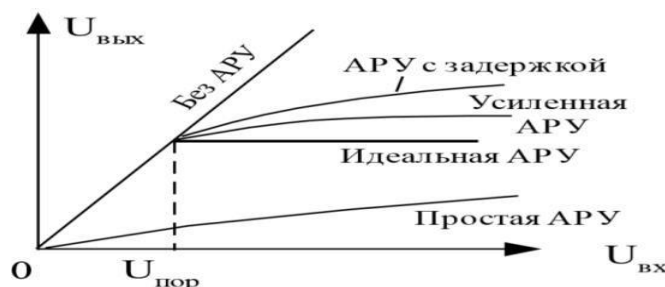 Uвых
Без АРУ
АРУ с задержкой
Усиленная
АРУ
Идеальная АРУ
Простая АРУ
0
Uпор
Uвх